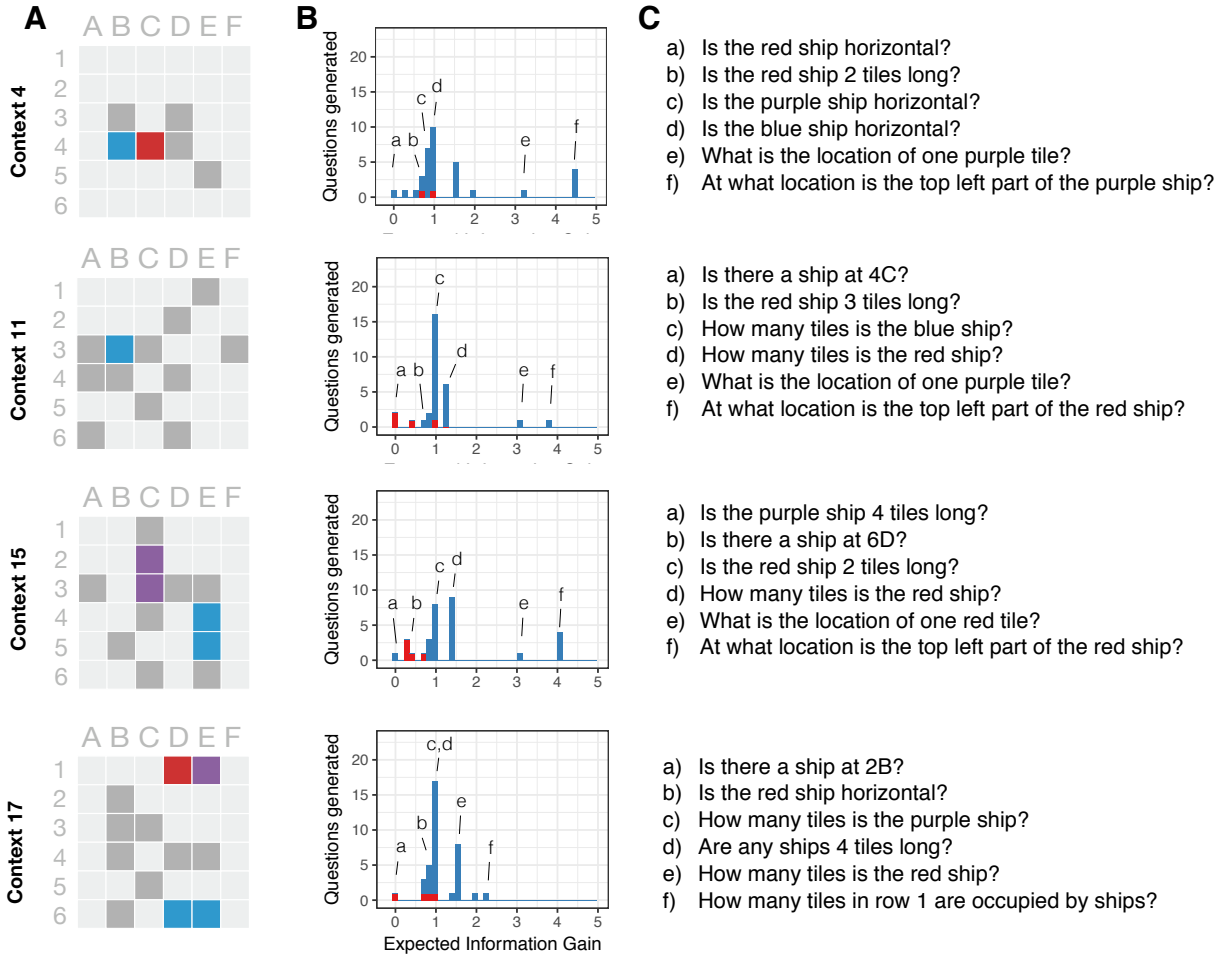 A
B
C
A B C D E F
1
2
3
4
5
6
Context 4
Questions generated
20
15
10
5
0
a
b
c
d
e
f
0 1 2 3 4 5
a) Is the red ship horizontal?
b) Is the red ship 2 tiles long?
c) Is the purple ship horizontal?
d) Is the blue ship horizontal?
e) What is the location of one purple tile?
f) At what location is the top left part of the purple ship?
A B C D E F
1
2
3
4
5
6
Context 11
Questions generated
20
15
10
5
0
a
b
c
d
e
f
0 1 2 3 4 5
a) Is there a ship at 4C?
b) Is the red ship 3 tiles long?
c) How many tiles is the blue ship?
d) How many tiles is the red ship?
e) What is the location of one purple tile?
f) At what location is the top left part of the red ship?
A B C D E F
1
2
3
4
5
6
Context 15
Questions generated
20
15
10
5
0
a
b
c
d
e
f
0 1 2 3 4 5
a) Is the purple ship 4 tiles long?
b) Is there a ship at 6D?
c) Is the red ship 2 tiles long?
d) How many tiles is the red ship?
e) What is the location of one red tile?
f) At what location is the top left part of the red ship?
A B C D E F
1
2
3
4
5
6
Context 17
Questions generated
20
15
10
5
0
a
b
c,d
e
f
0 1 2 3 4 5
Expected Information Gain
a) Is there a ship at 2B?
b) Is the red ship horizontal?
c) How many tiles is the purple ship?
d) Are any ships 4 tiles long?
e) How many tiles is the red ship?
f) How many tiles in row 1 are occupied by ships?